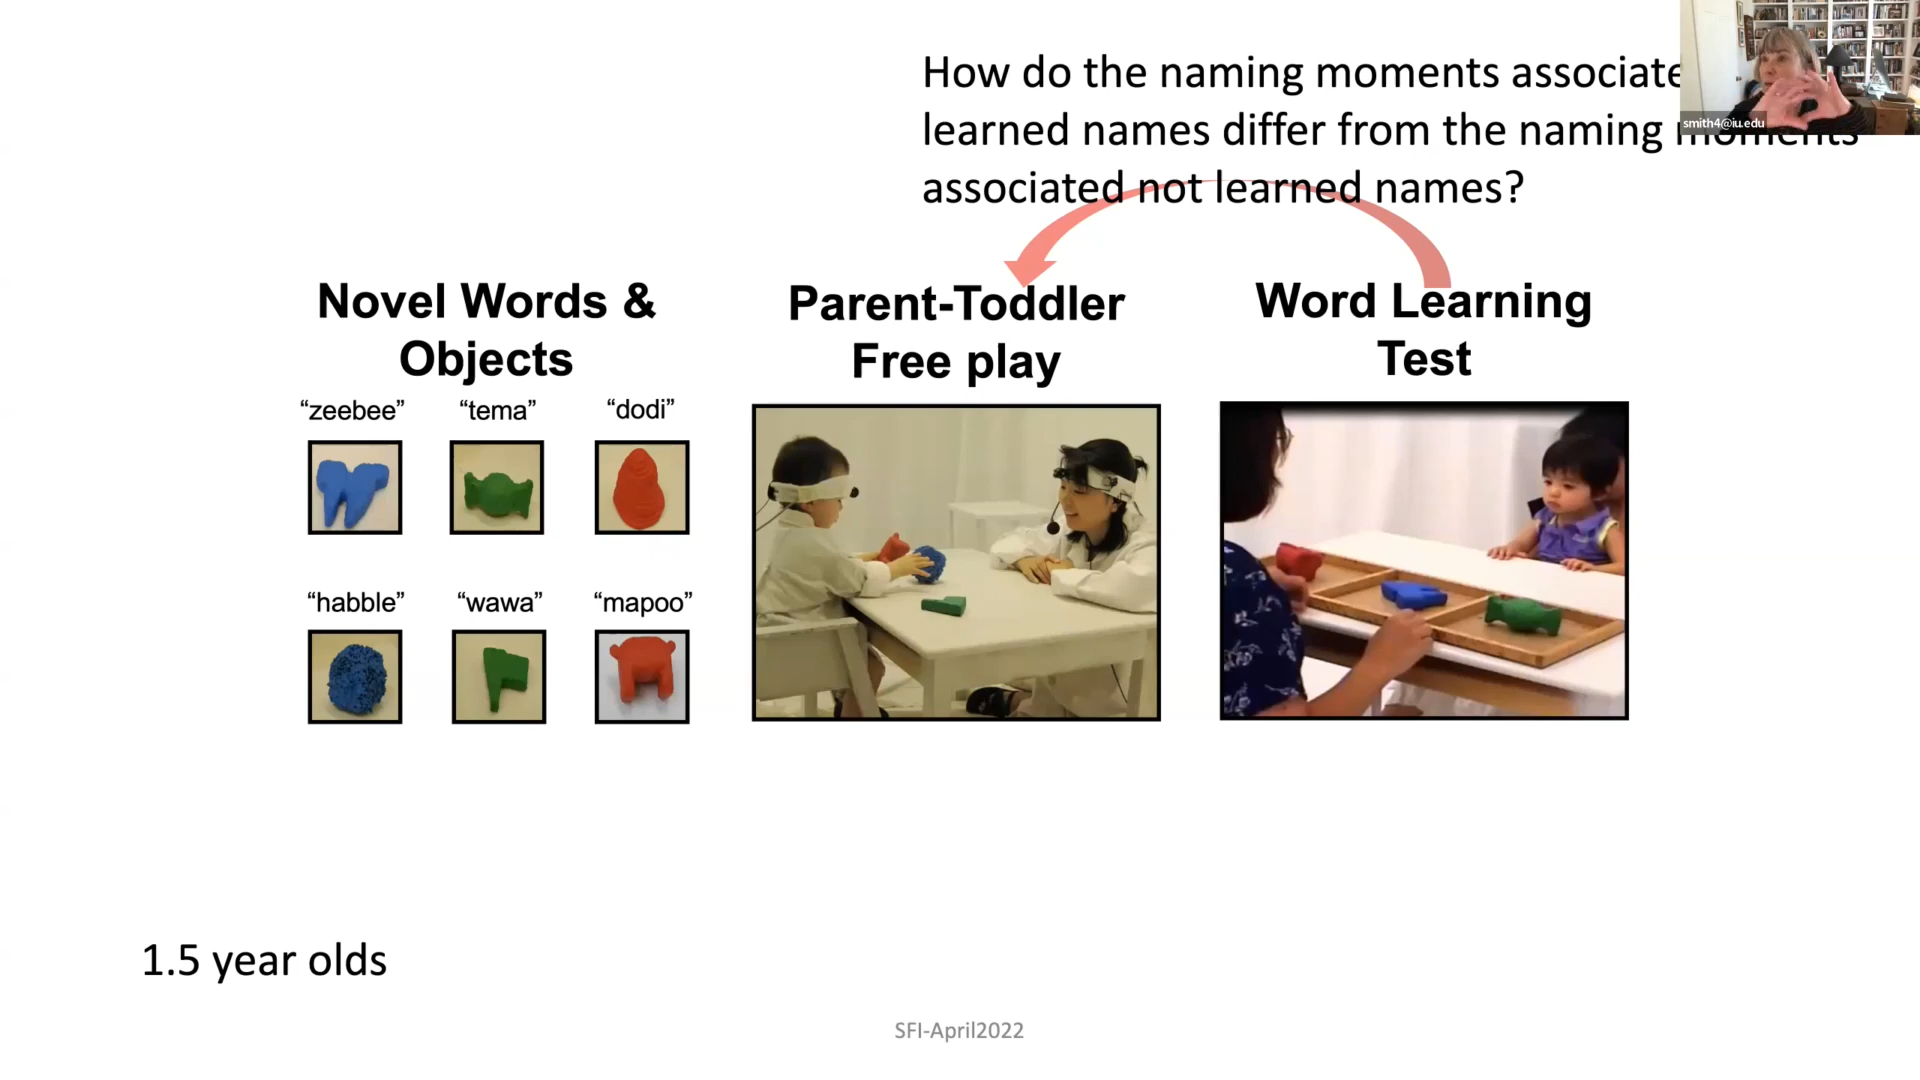 How do the naming moments associate
learned names differ from the naming moments
associated not learned names?
smith4@iu.edu
Novel Words &
Objects
Parent-Toddler
Free play
Word Learning
Test
“zeebee” “tema” “dodi”
“habble” “wawa” “mapoo”
1.5 year olds
SFI-April2022